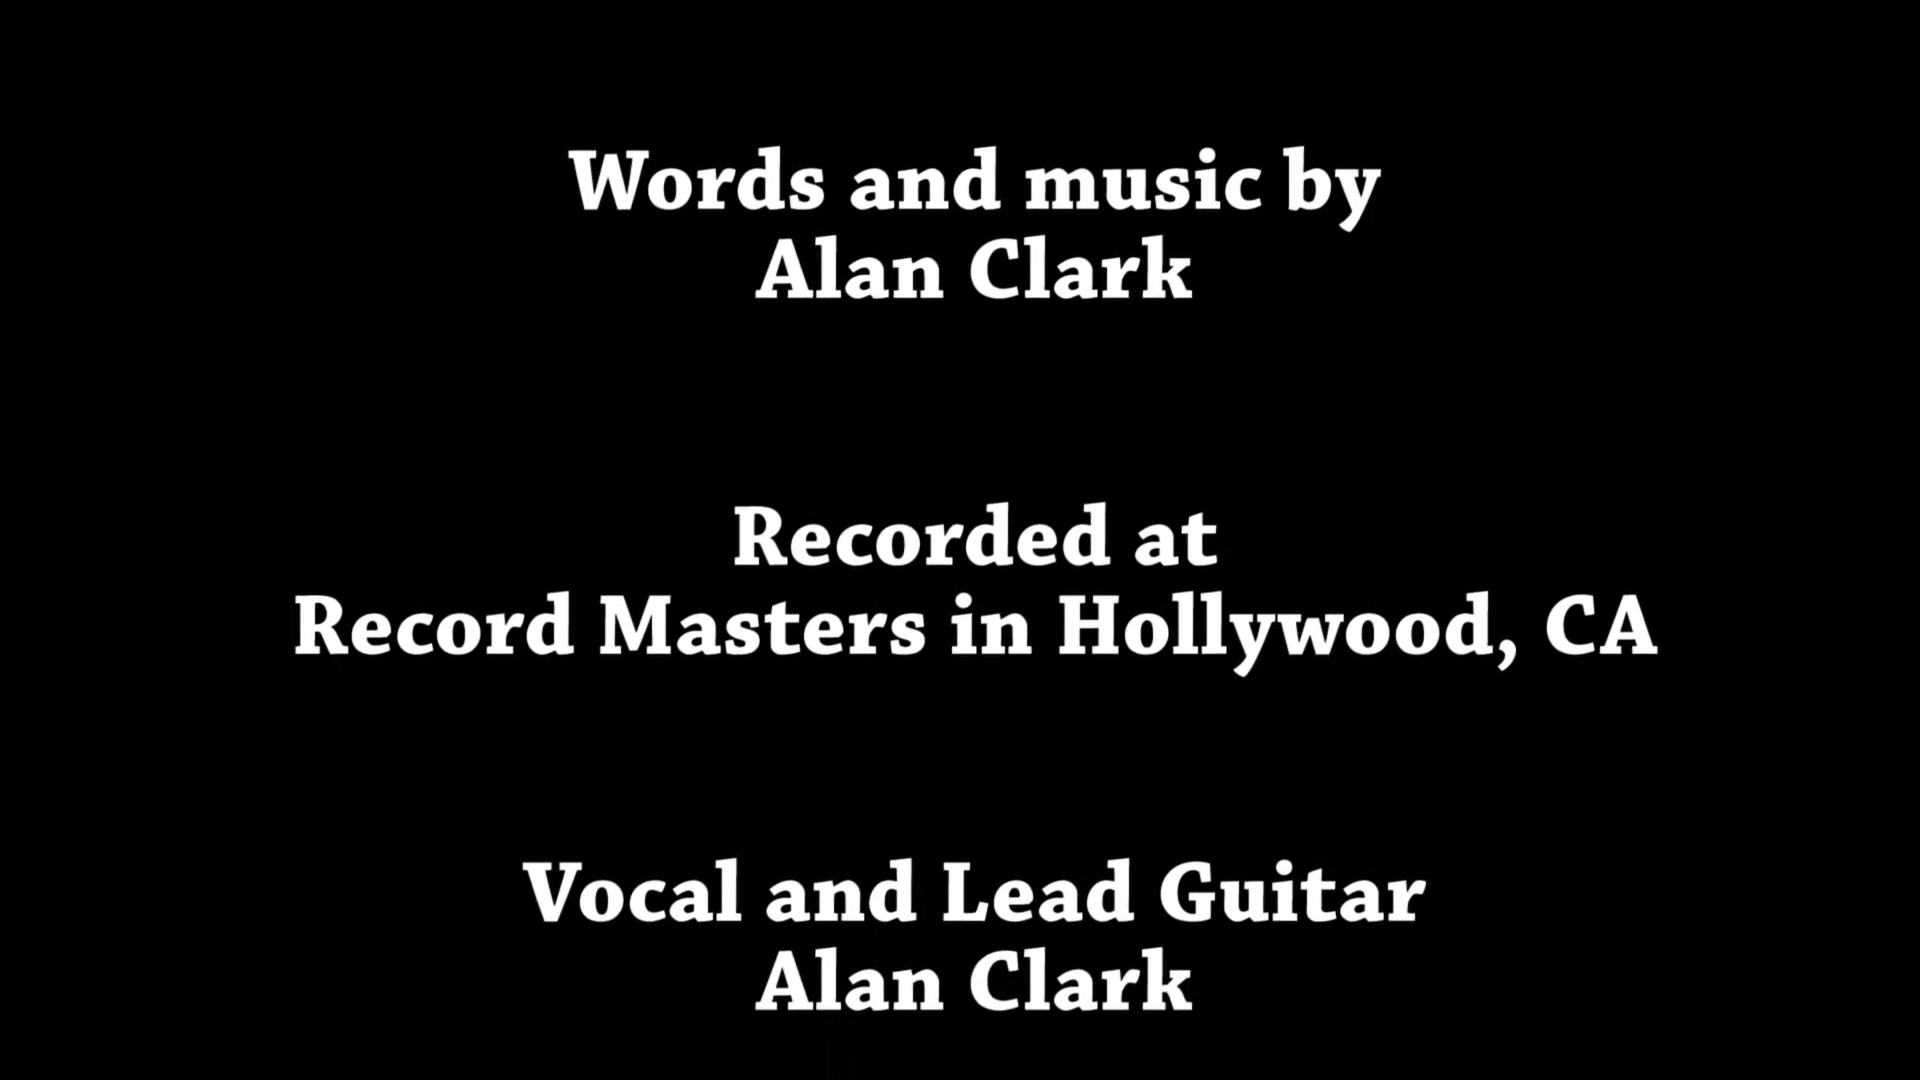 Words and music by
Alan Clark
Recorded at
Record Masters in Hollywood, CA
Vocal and Lead Guitar
Alan Clark